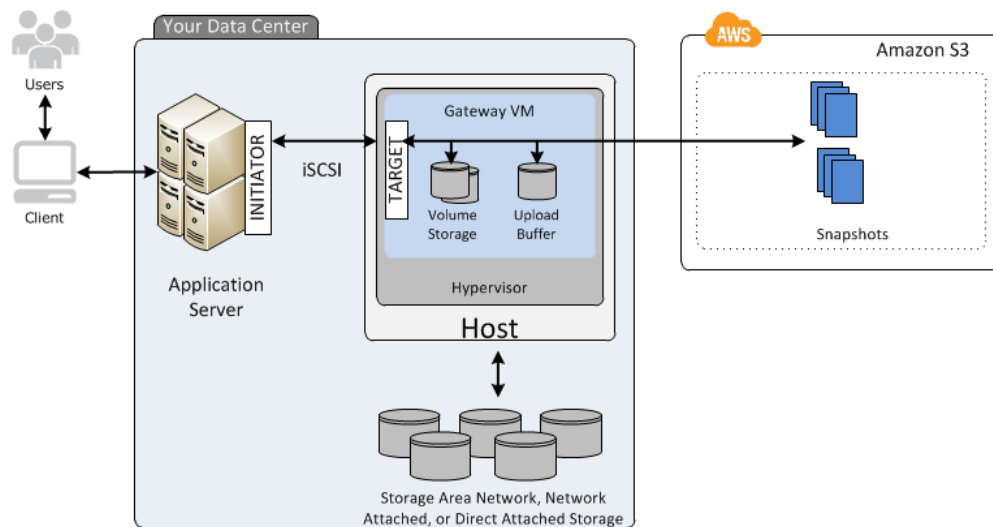 Your Data Center
AWS
Amazon S3
Users
Client
INITIATOR
iSCSI
TARGET
Gateway VM
Volume
Storage
Upload
Buffer
Snapshots
Application
Server
Hypervisor
Host
Storage Area Network, Network
Attached, or Direct Attached Storage